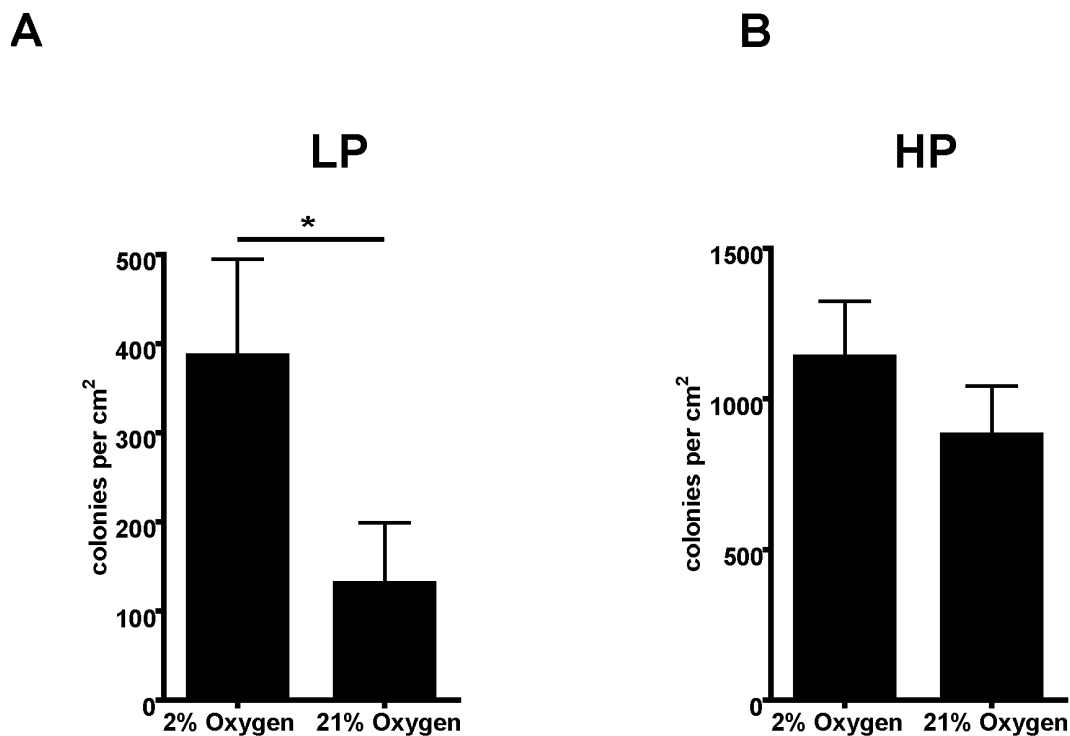 A
LP
*
500
400
300
200
100
0
colonies per cm²
2% Oxygen 21% Oxygen
B
HP
1500
1000
500
0
colonies per cm²
2% Oxygen 21% Oxygen